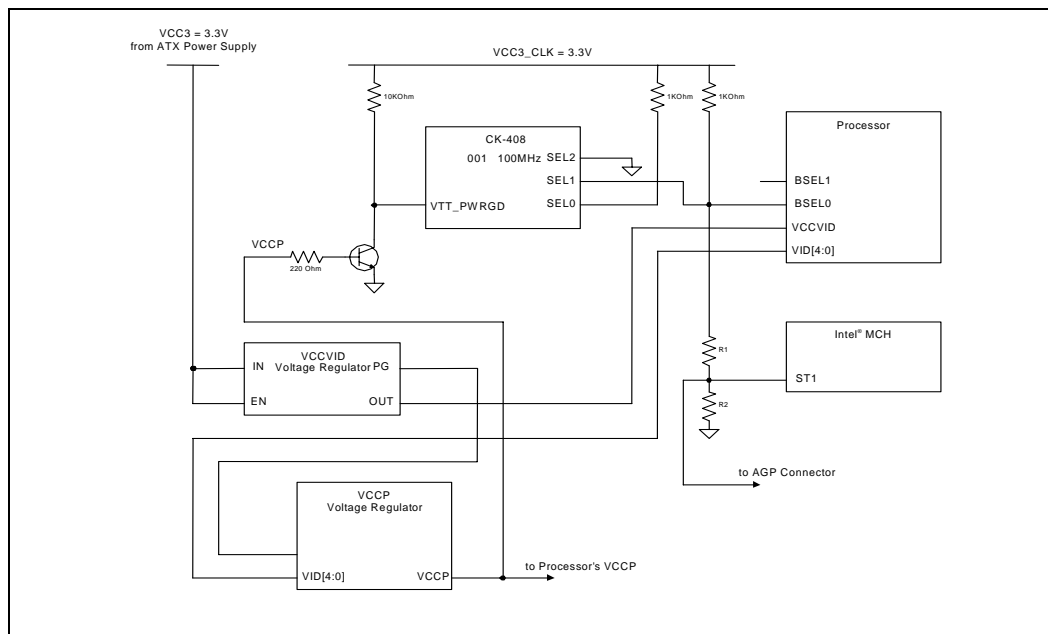 VCC3 = 3.3V
from ATX Power Supply
VCC3_CLK = 3.3V
10KOhm
1KOhm
1KOhm
CK-408
001 100MHz SEL2
SEL1
VTT_PWRGD SEL0
Processor
BSEL1
BSEL0
VCCVID
VID[4:0]
VCCP
220 Ohm
VCCVID
Voltage Regulator
IN
PG
EN
OUT
Intel® MCH
R1
ST1
R2
to AGP Connector
VCCP
Voltage Regulator
VID[4:0]
VCCP
to Processor's VCCP